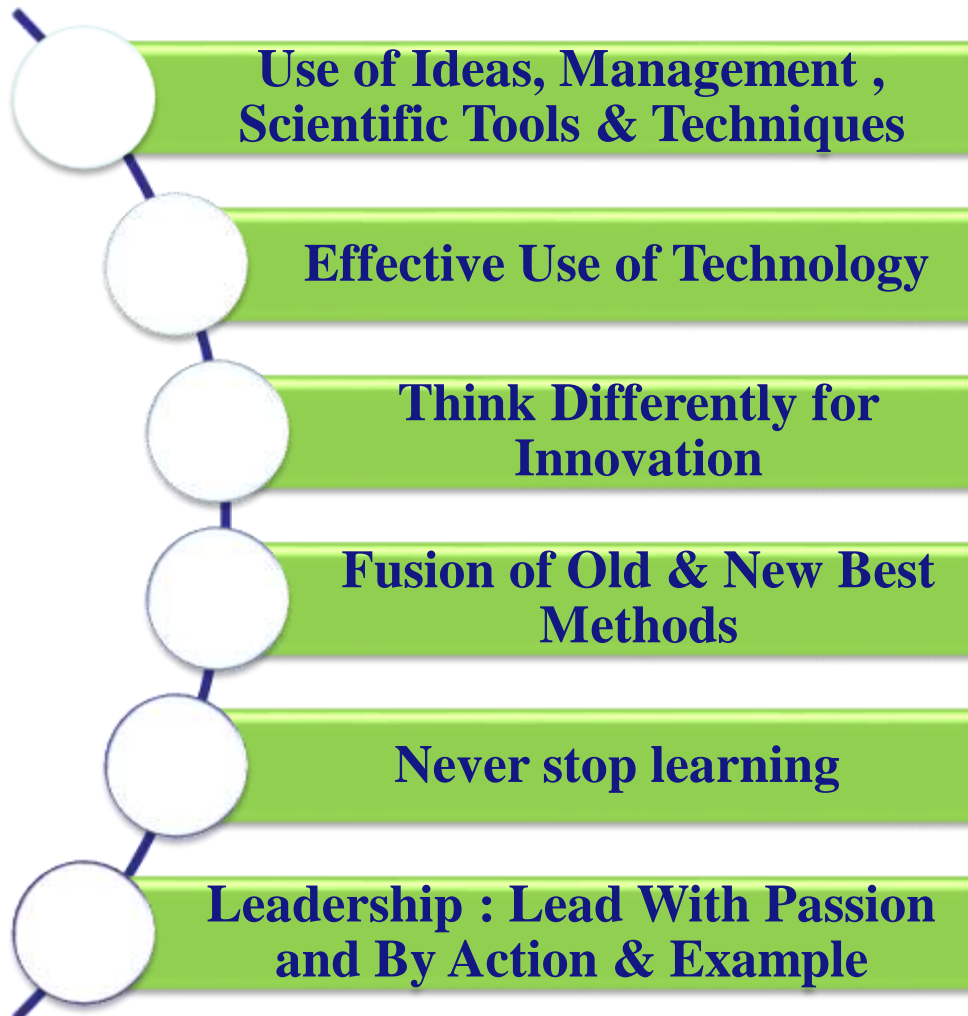 Use of Ideas, Management ,
Scientific Tools & Techniques
Effective Use of Technology
Think Differently for
Innovation
Fusion of Old & New Best
Methods
Never stop learning
Leadership : Lead With Passion
and By Action & Example